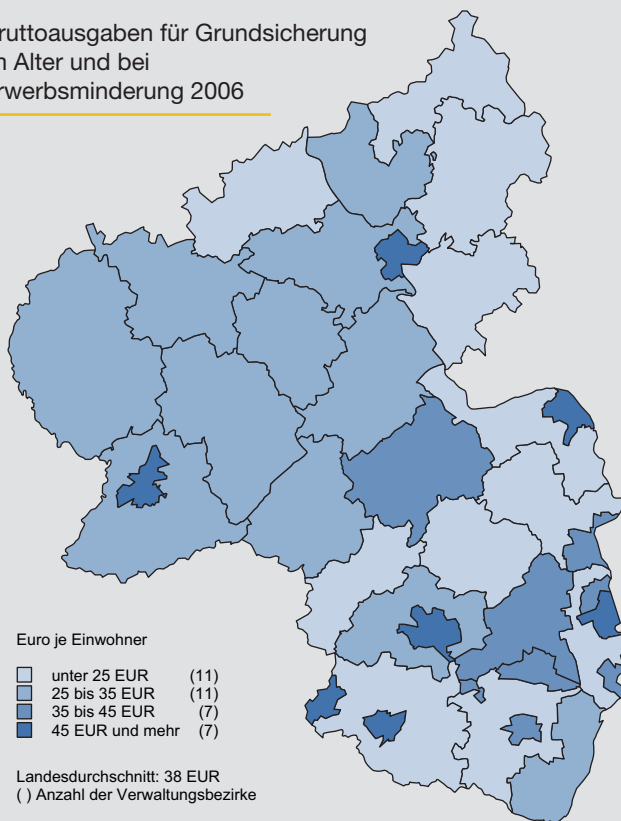 ruttoausgaben für Grundsicherung
Alter und bei
rwerbsminderung 2006
Euro je Einwohner
unter 25 EUR (11)
25 bis 35 EUR (11)
35 bis 45 EUR (7)
45 EUR und mehr (7)
Landesdurchschnitt: 38 EUR
( ) Anzahl der Verwaltungsbezirke